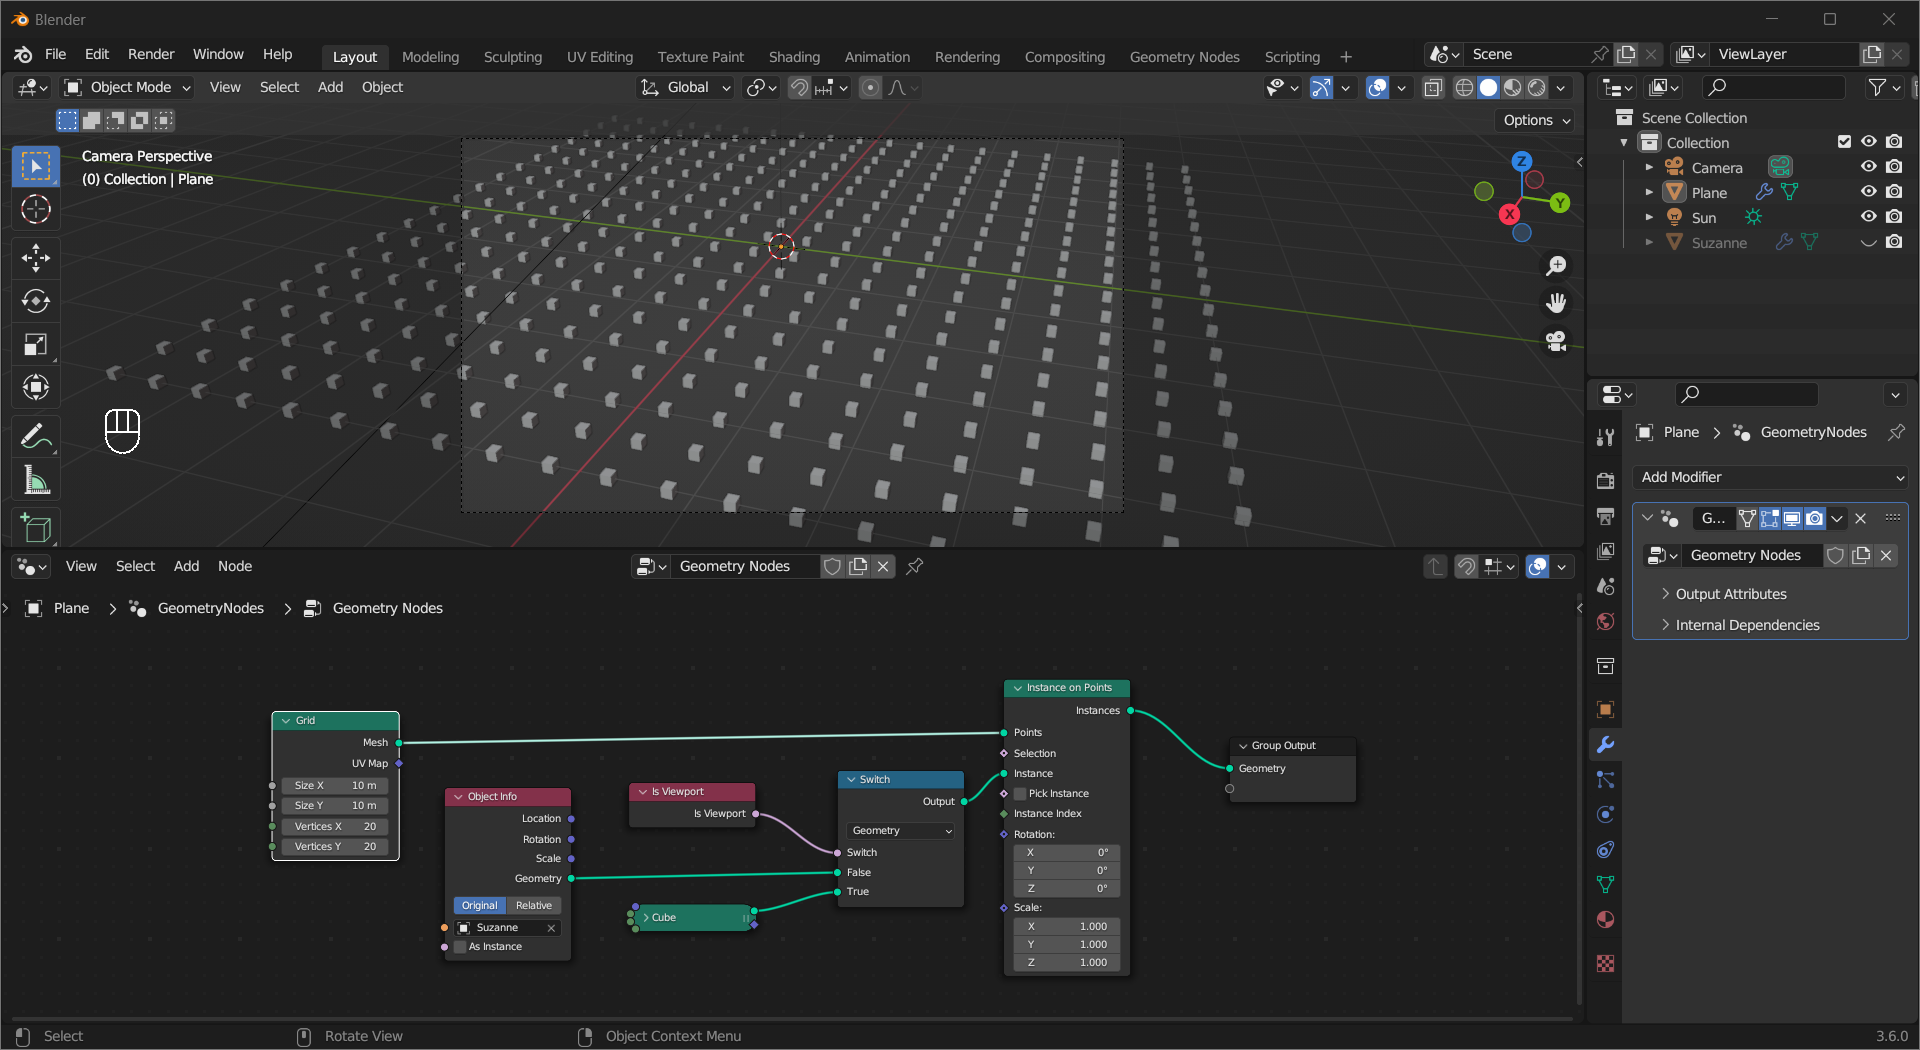 Blender
File Edit Render Window Help Layout Modeling Sculpting UV Editing Texture Paint Shading Animation Rendering Compositing Geometry Nodes Scripting + Scene ViewLayer
Object Mode View Select Add Object Global
Options
Camera Perspective
(0) Collection | Plane
Z
Y
X
Scene Collection
Collection
Camera
Plane
Sun
Suzanne
Plane > GeometryNodes
Add Modifier
G...
Geometry Nodes
Output Attributes
Internal Dependencies
View Select Add Node Geometry Nodes
Plane > GeometryNodes > Geometry Nodes
Grid
Mesh
UV Map
Size X 10 m
Size Y 10 m
Vertices X 20
Vertices Y 20
Object Info
Location
Rotation
Scale
Geometry
Original Relative
Suzanne
As Instance
Is Viewport
Is Viewport
Cube
Switch
Output
Geometry
Switch
False
True
Instance on Points
Instances
Points
Selection
Instance
Pick Instance
Instance Index
Rotation:
X 0°
Y 0°
Z 0°
Scale:
X 1.000
Y 1.000
Z 1.000
Group Output
Geometry
Select Rotate View Object Context Menu 3.6.0